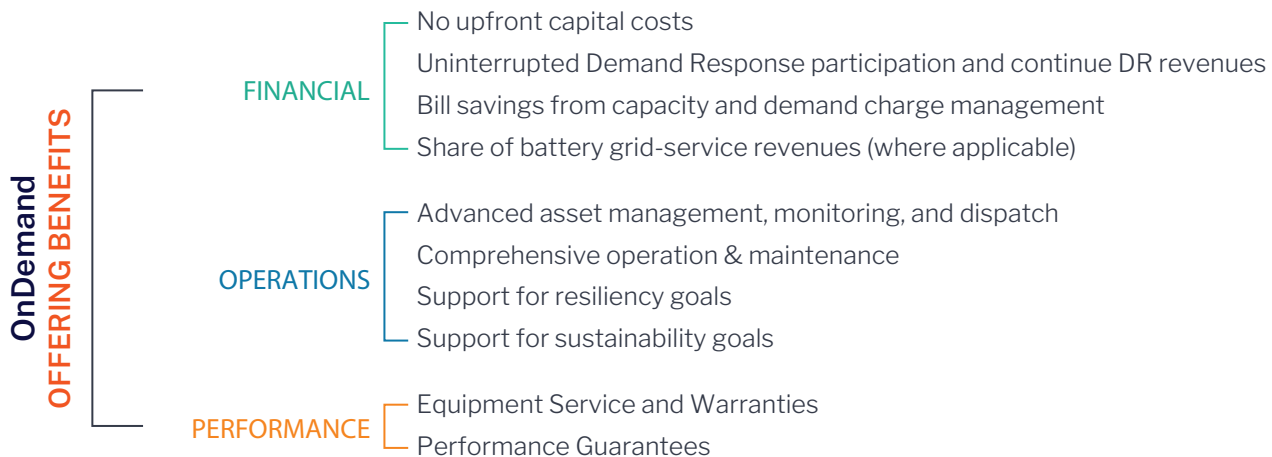 OnDemand
OFFERING BENEFITS
FINANCIAL
No upfront capital costs
Uninterrupted Demand Response participation and continue DR revenues
Bill savings from capacity and demand charge management
Share of battery grid-service revenues (where applicable)
OPERATIONS
Advanced asset management, monitoring, and dispatch
Comprehensive operation & maintenance
Support for resiliency goals
Support for sustainability goals
PERFORMANCE
Equipment Service and Warranties
Performance Guarantees